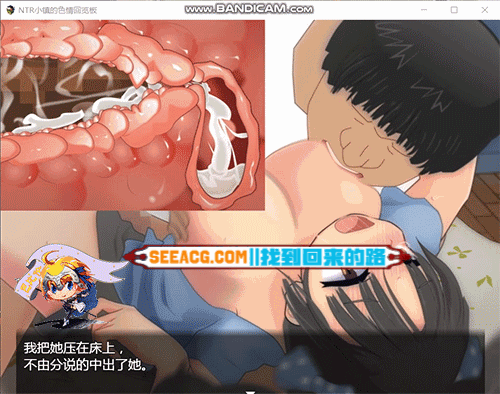 NTR小镇的色情回览板
www.BANDICAM.com
SEEACG.COM||找到回来的路
我把她压在床上，
不由分说的中出了她。